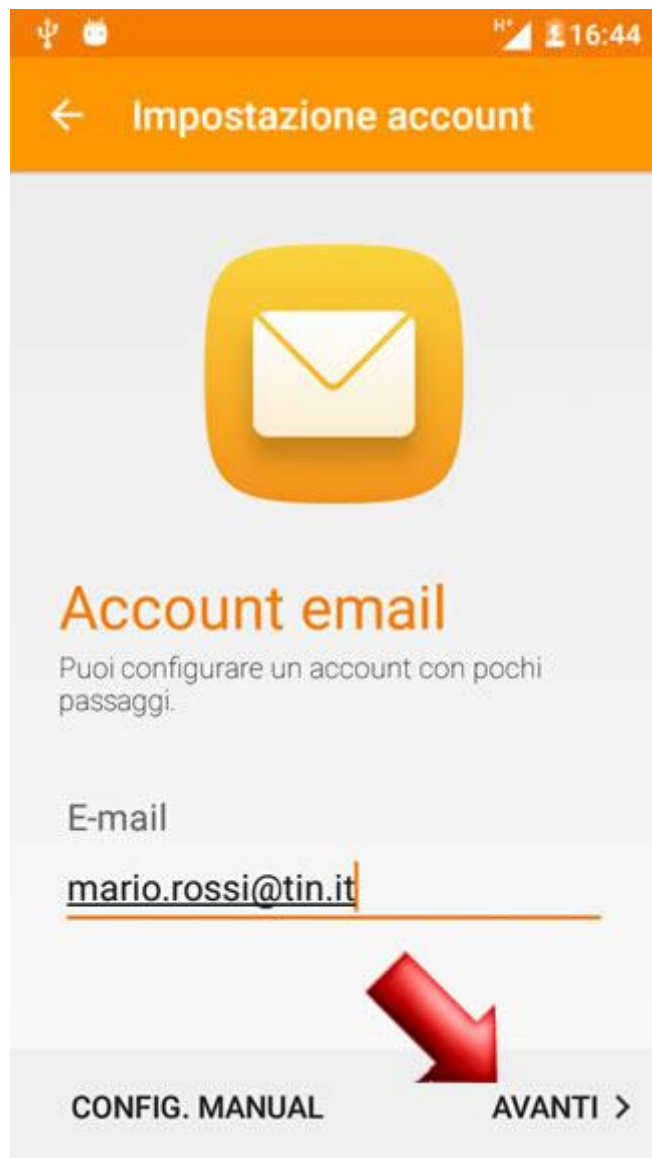 H+ 16:44
Impostazione account
Account email
Puoi configurare un account con pochi
passaggi.
E-mail
mario.rossi@tin.it
CONFIG. MANUAL AVANTI >